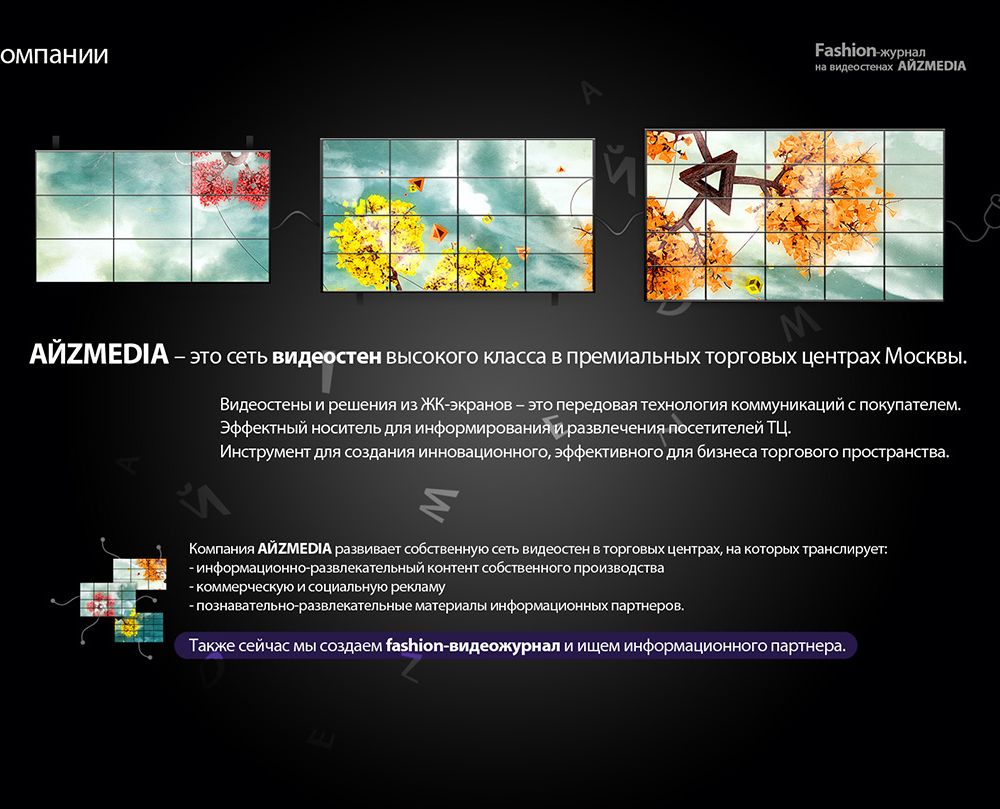 омпании
Fashion-журнал
на видеостенах АЙZMEDIA
АЙZMEDIA – это сеть видеостен высокого класса в премиальных торговых центрах Москвы.
Видеостены и решения из ЖК-экранов – это передовая технология коммуникаций с покупателем.
Эффектный носитель для информирования и развлечения посетителей ТЦ.
Инструмент для создания инновационного, эффективного для бизнеса торгового пространства.
Компания АЙZMEDIA развивает собственную сеть видеостен в торговых центрах, на которых транслирует:
- информационно-развлекательный контент собственного производства
- коммерческую и социальную рекламу
- познавательно-развлекательные материалы информационных партнеров.
Также сейчас мы создаем fashion-видеожурнал и ищем информационного партнера.